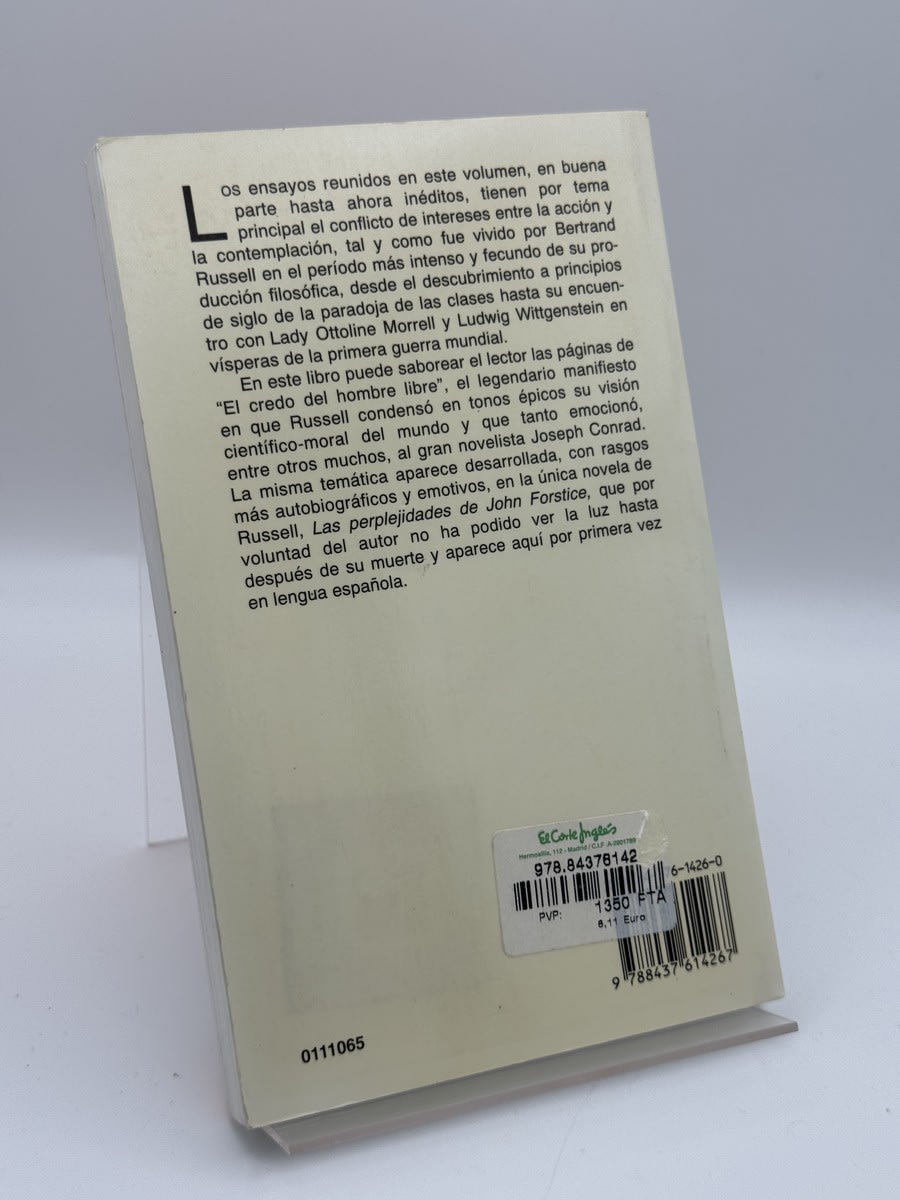 Los ensayos reunidos en este volumen, en buena
parte hasta ahora inéditos, tienen por tema
principal el conflicto de intereses entre la acción y
la contemplación, tal y como fue vivido por Bertrand
Russell en el período más intenso y fecundo de su pro-
ducción filosófica, desde el descubrimiento a principios
de siglo de la paradoja de las clases hasta su encuen-
tro con Lady Ottoline Morrell y Ludwig Wittgenstein en
vísperas de la primera guerra mundial.
En este libro puede saborear el lector las páginas de
“El credo del hombre libre”, el legendario manifiesto
en que Russell condensó en tonos épicos su visión
científico-moral del mundo y que tanto emocionó,
entre otros muchos, al gran novelista Joseph Conrad.
La misma temática aparece desarrollada, con rasgos
más autobiográficos y emotivos, en la única novela de
Russell, Las perplejidades de John Forstice, que por
voluntad del autor no ha podido ver la luz hasta
después de su muerte y aparece aquí por primera vez
en lengua española.
El Corte Inglés
Hermosilla, 112 - Madrid / C.I.F. A-2801789
978.84376142
PVP: 1350 PTA
8,11 Euro
6-1426-0
9 788437 614267
0111065